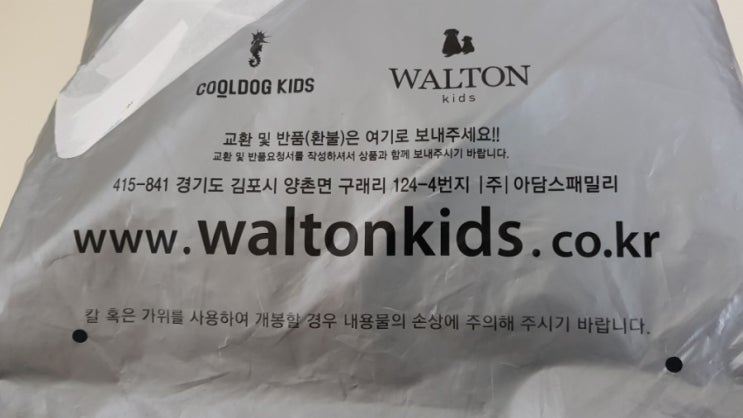 COOLDOG KIDS
WALTON
kids
교환 및 반품(환불)은 여기로 보내주세요!!
교환 및 반품요청서를 작성하셔서 상품과 함께 보내주시기 바랍니다.
415-841 경기도 김포시 양촌면 구래리 124-4번지 |주| 아담스패밀리
www.waltonkids.co.kr
칼 혹은 가위를 사용하여 개봉할 경우 내용물의 손상에 주의해 주시기 바랍니다.